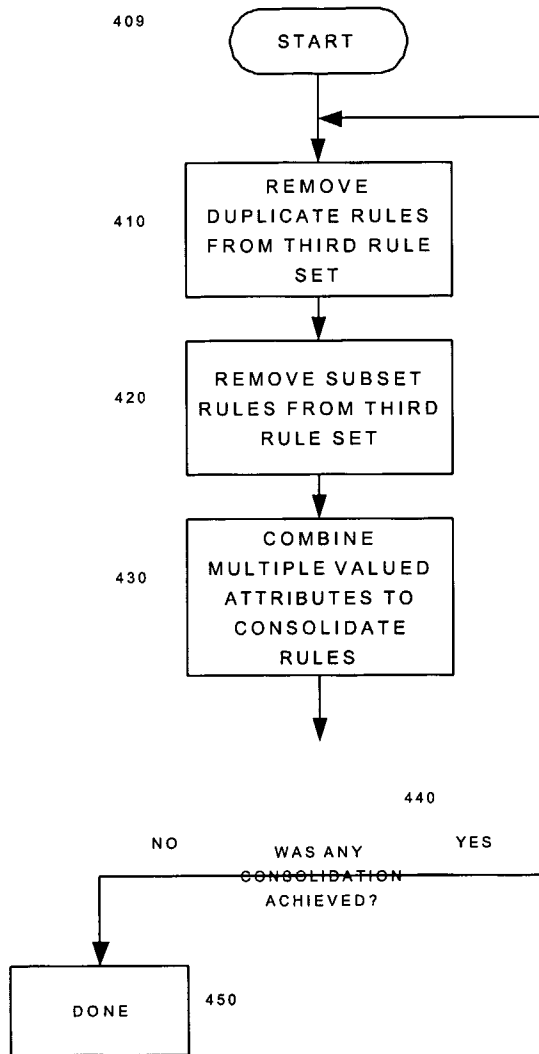 409
START
410
REMOVE
DUPLICATE RULES
FROM THIRD RULE
SET
420
REMOVE SUBSET
RULES FROM THIRD
RULE SET
430
COMBINE
MULTIPLE VALUED
ATTRIBUTES TO
CONSOLIDATE
RULES
440
NO
WAS ANY
CONSOLIDATION
ACHIEVED?
YES
DONE
450